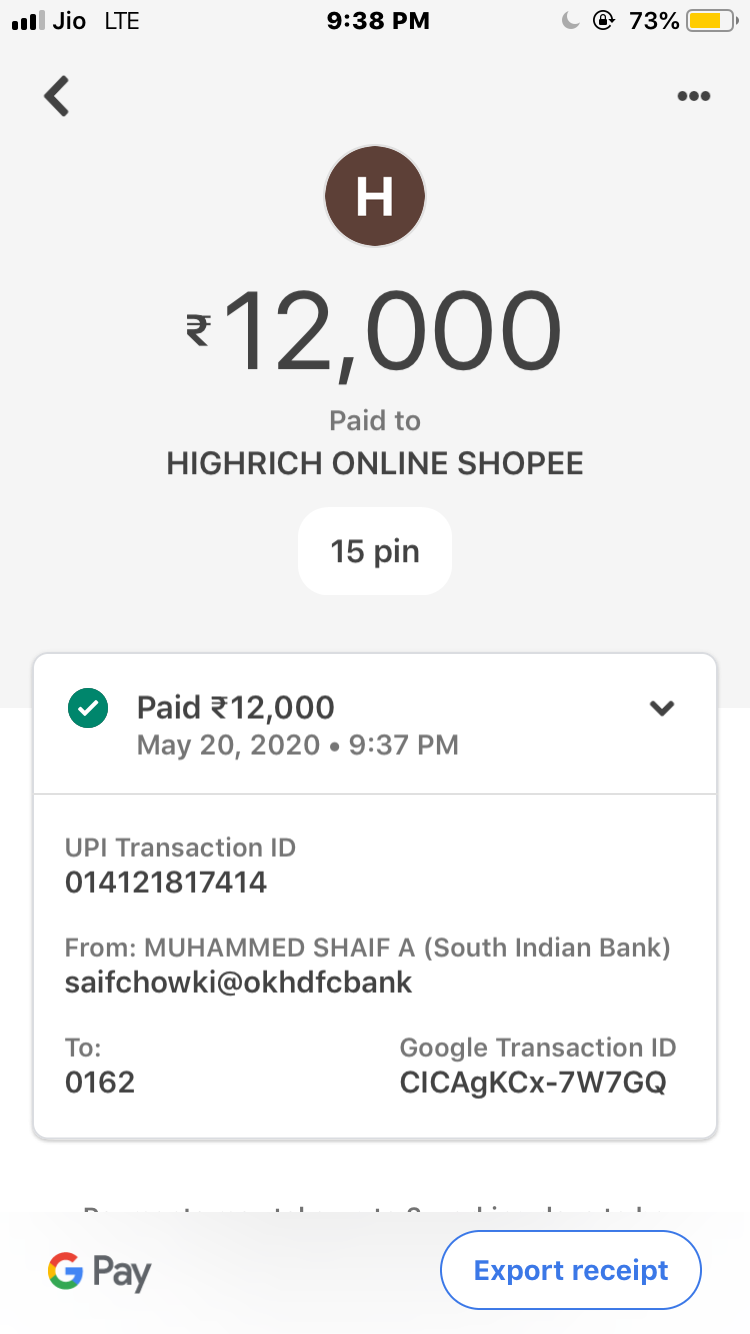 Jio LTE 9:38 PM 73%
H
₹12,000
Paid to
HIGHRICH ONLINE SHOPEE
15 pin
Paid ₹12,000
May 20, 2020 • 9:37 PM
UPI Transaction ID
014121817414
From: MUHAMMED SHAIF A (South Indian Bank)
saifchowki@okhdfcbank
To:
0162
Google Transaction ID
CICAgKCx-7W7GQ
G Pay
Export receipt